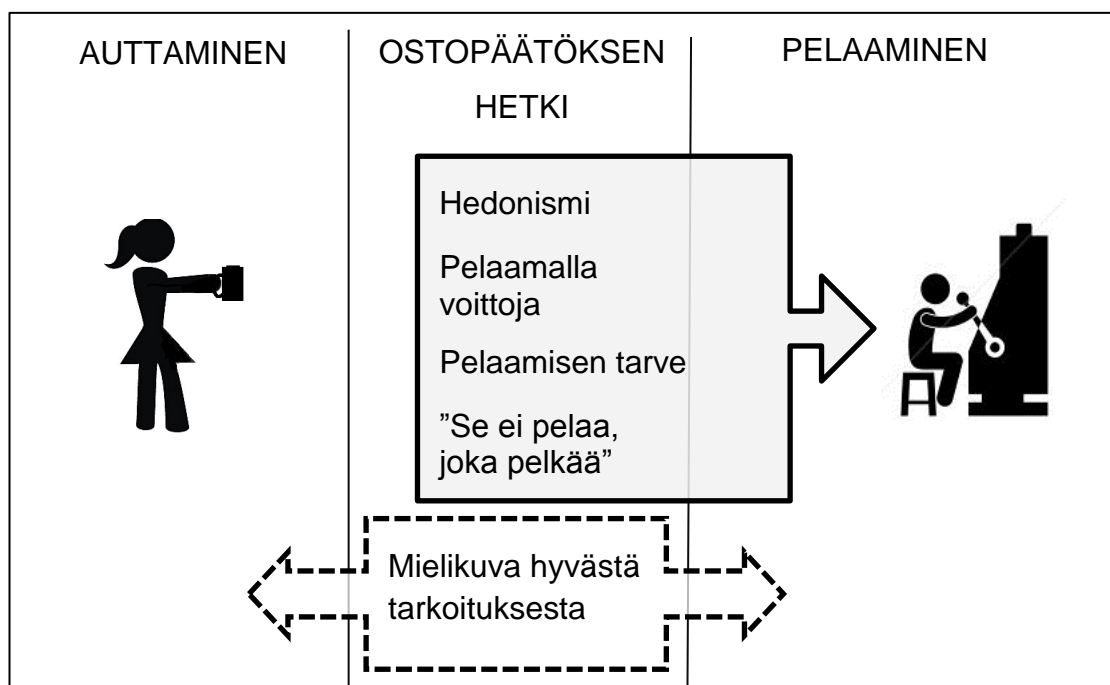 AUTTAMINEN
OSTOPÄÄTÖKSEN
HETKI
PELAAMINEN
Hedonismi
Pelaamalla
voittoja
Pelaamisen tarve
”Se ei pelaa,
joka pelkää”
Mielikuva hyvästä
tarkoituksesta